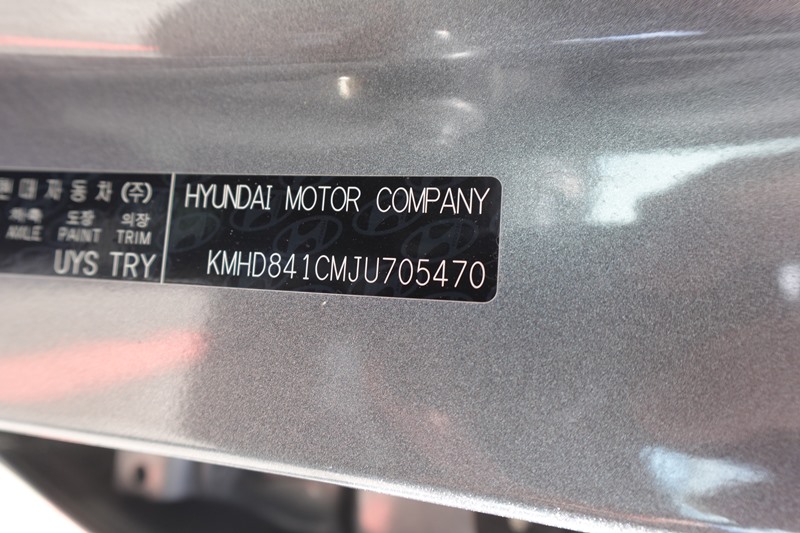 현대자동차(주)
차축 도장 의장
AXLE PAINT TRIM
UYS TRY
HYUNDAI MOTOR COMPANY
KMHD841CMJU705470